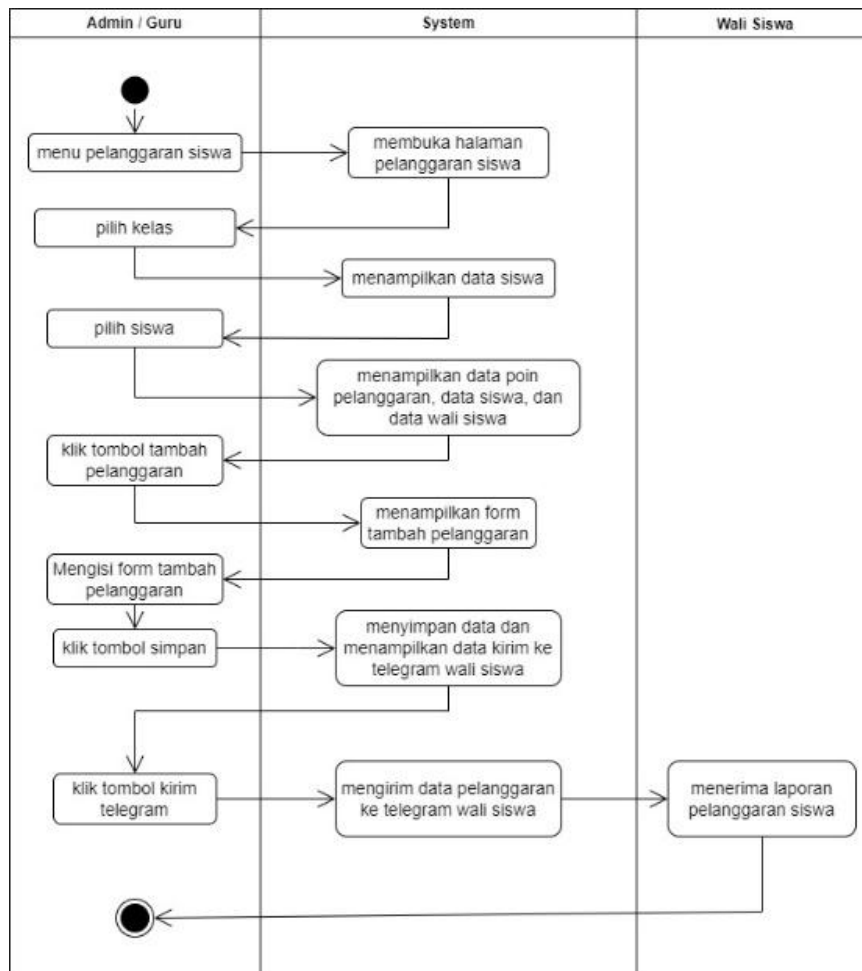 Admin / Guru
System
Wali Siswa
menu pelanggaran siswa
membuka halaman
pelanggaran siswa
pilih kelas
menampilkan data siswa
pilih siswa
menampilkan data poin
pelanggaran, data siswa, dan
data wali siswa
klik tombol tambah
pelanggaran
menampilkan form
tambah pelanggaran
Mengisi form tambah
pelanggaran
klik tombol simpan
menyimpan data dan
menampilkan data kirim ke
telegram wali siswa
klik tombol kirim
telegram
mengirim data pelanggaran
ke telegram wali siswa
menerima laporan
pelanggaran siswa